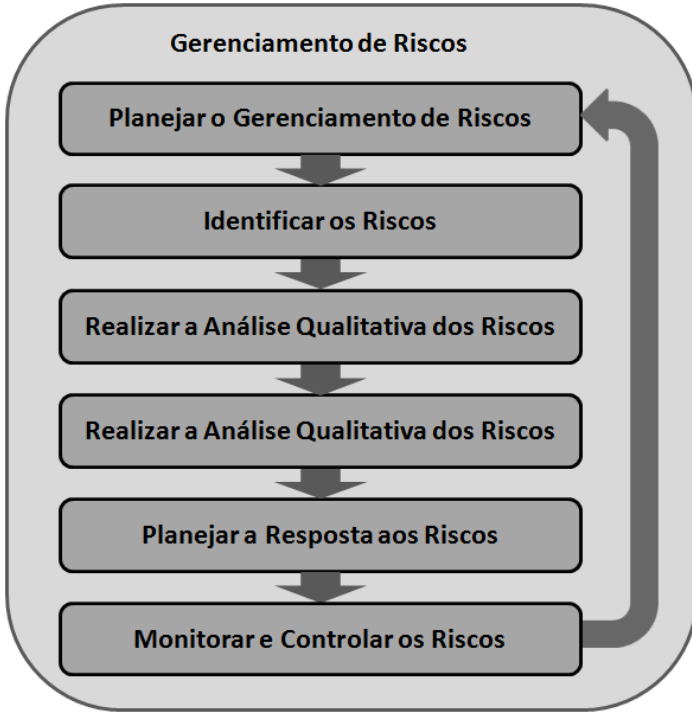 Gerenciamento de Riscos
Planejar o Gerenciamento de Riscos
Identificar os Riscos
Realizar a Análise Qualitativa dos Riscos
Realizar a Análise Qualitativa dos Riscos
Planejar a Resposta aos Riscos
Monitorar e Controlar os Riscos